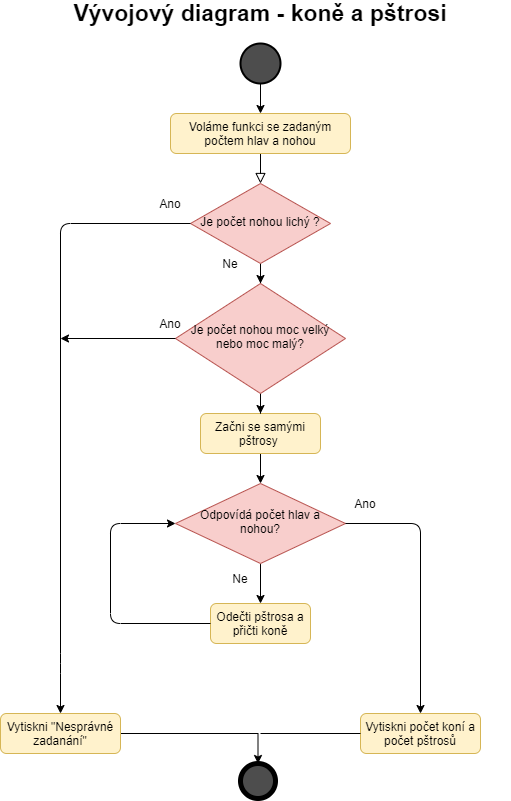 Vývojový diagram - koně a pštrosi
Voláme funkci se zadaným
počtem hlav a nohou
Ano
Je počet nohou lichý ?
Ne
Ano
Je počet nohou moc velký
nebo moc malý?
Začni se samými
pštrosy
Odpovídá počet hlav a
nohou?
Ano
Ne
Odečti pštrosa a
přičti koně
Vytiskni "Nesprávné
zadanání"
Vytiskni počet koní a
počet pštrosů